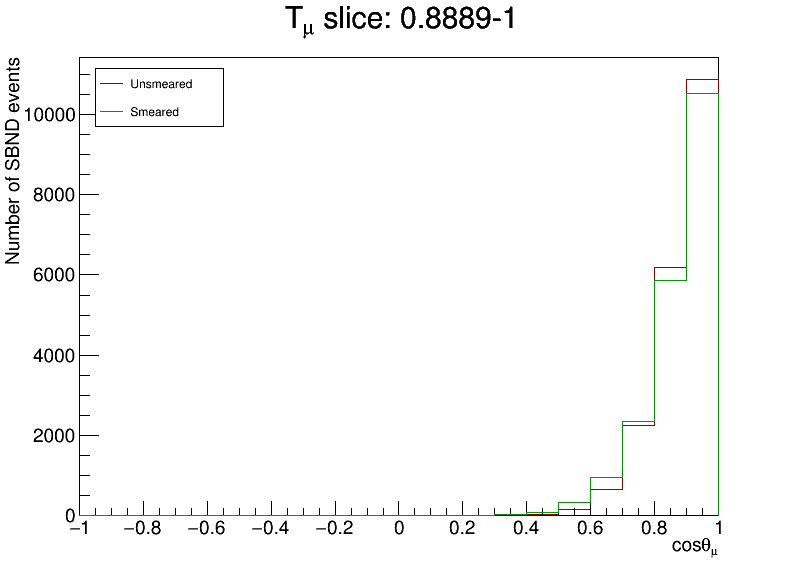 Tμ slice: 0.8889-1
Number of SBND events
Unsmeared
Smeared
10000
8000
6000
4000
2000
0
−1 −0.8 −0.6 −0.4 −0.2 0 0.2 0.4 0.6 0.8 1
cosθμ